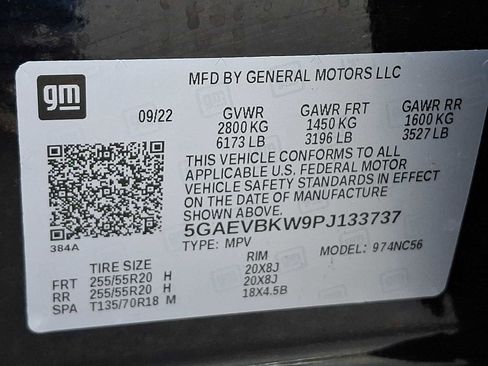 gm
MFD BY GENERAL MOTORS LLC
09/22 GVWR GAWR FRT GAWR RR
2800 KG 1450 KG 1600 KG
6173 LB 3196 LB 3527 LB
THIS VEHICLE CONFORMS TO ALL
APPLICABLE U.S. FEDERAL MOTOR
VEHICLE SAFETY STANDARDS IN EFFECT
ON THE DATE OF MANUFACTURE
SHOWN ABOVE.
384A
5GAEVBKW9PJ133737
TYPE: MPV MODEL: 974NC56
TIRE SIZE RIM
FRT 255/55R20 H 20X8J
RR 255/55R20 H 20X8J
SPA T135/70R18 M 18X4.5B